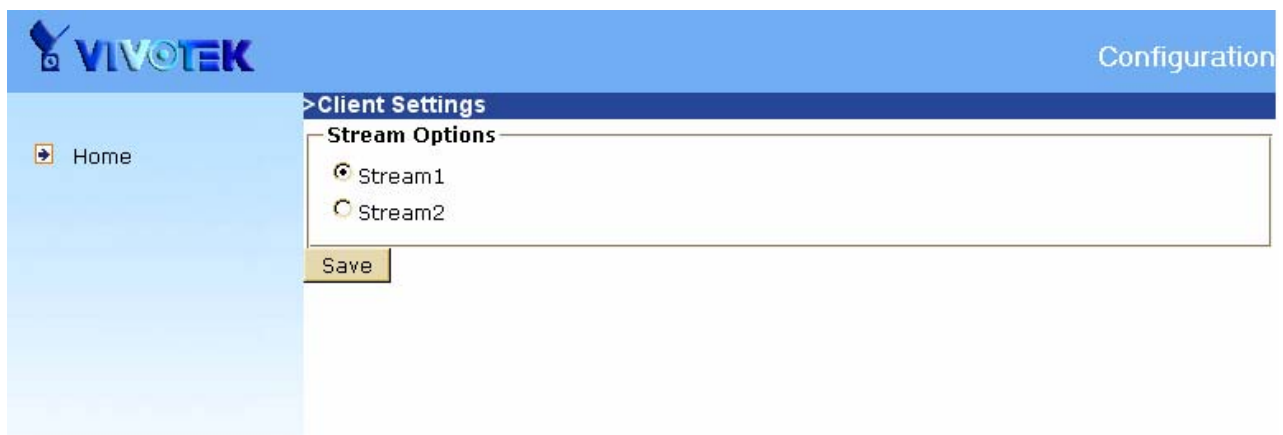 VIVOTEK
Configuration
>Client Settings
Stream Options
Home
Stream1
Stream2
Save